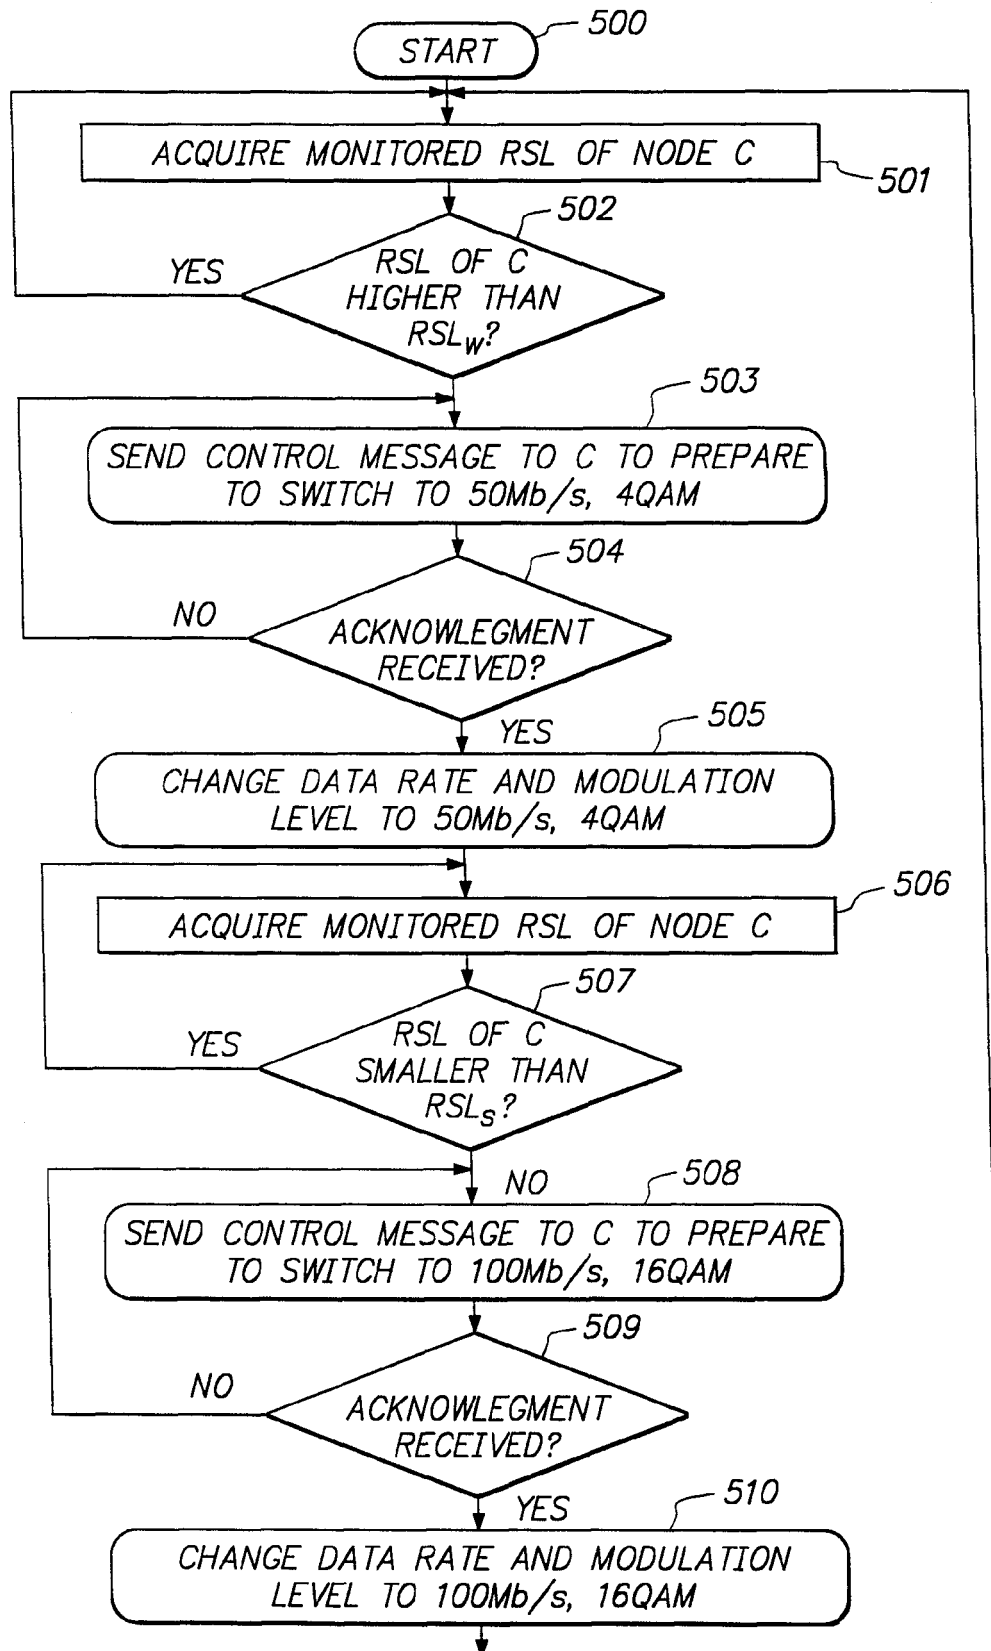 500
START
ACQUIRE MONITORED RSL OF NODE C
501
502
RSL OF C
HIGHER THAN
RSLW?
YES
503
SEND CONTROL MESSAGE TO C TO PREPARE
TO SWITCH TO 50Mb/s, 4QAM
504
NO
ACKNOWLEGMENT
RECEIVED?
YES
505
CHANGE DATA RATE AND MODULATION
LEVEL TO 50Mb/s, 4QAM
506
ACQUIRE MONITORED RSL OF NODE C
507
YES
RSL OF C
SMALLER THAN
RSLS?
NO
508
SEND CONTROL MESSAGE TO C TO PREPARE
TO SWITCH TO 100Mb/s, 16QAM
509
NO
ACKNOWLEGMENT
RECEIVED?
YES
510
CHANGE DATA RATE AND MODULATION
LEVEL TO 100Mb/s, 16QAM